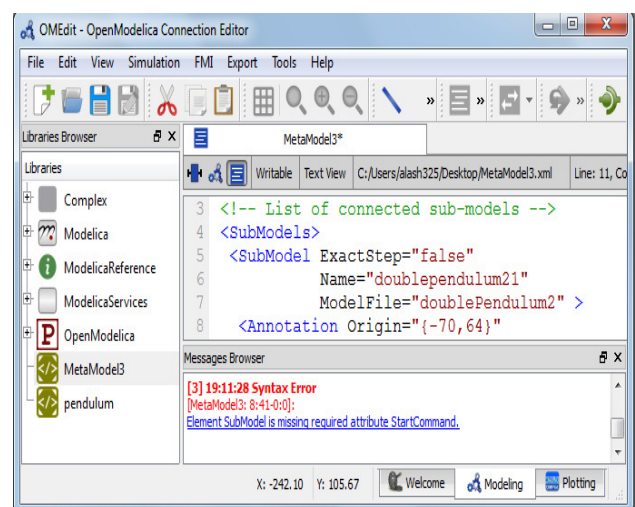 OMEdit - OpenModelica Connection Editor
File Edit View Simulation FMI Export Tools Help
Libraries Browser
MetaModel3*
Libraries
Writable Text View C:/Users/alash325/Desktop/MetaModel3.xml Line: 11, Co
Complex
Modelica
ModelicaReference
ModelicaServices
OpenModelica
MetaModel3
pendulum
3 <!-- List of connected sub-models -->
4 <SubModels>
5 <SubModel ExactStep="false"
6 Name="doublependulum21"
7 ModelFile="doublePendulum2" >
8 <Annotation Origin="{-70,64}"
Messages Browser
[3] 19:11:28 Syntax Error
[MetaModel3: 8:41-0:0]:
Element SubModel is missing required attribute StartCommand.
X: -242.10 Y: 105.67 Welcome Modeling Plotting